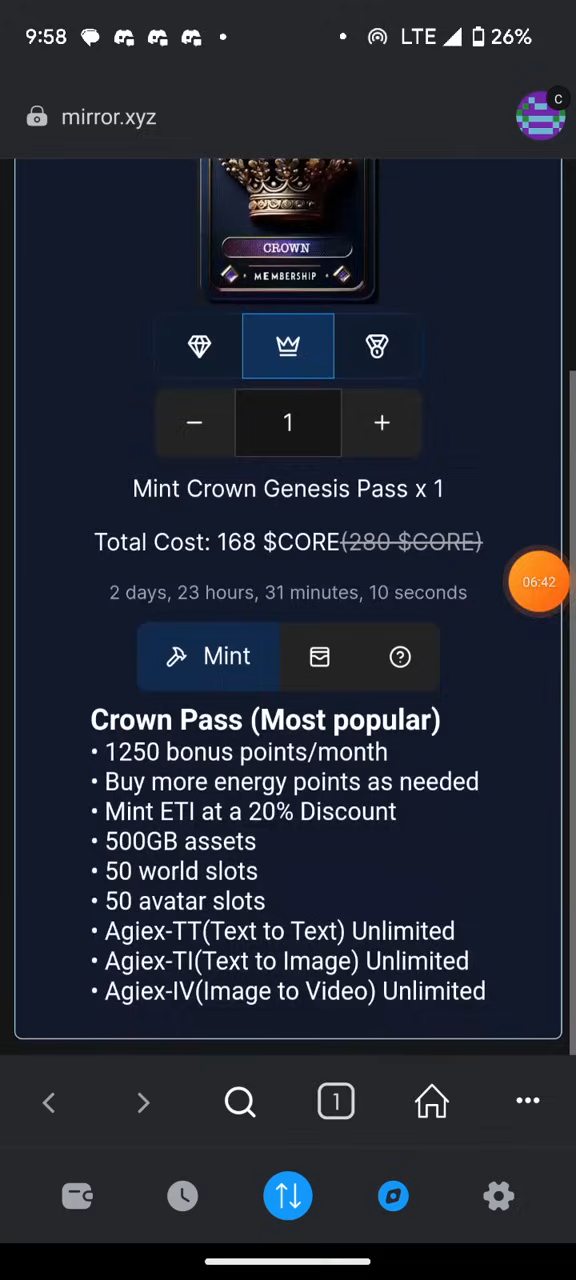 9:58
LTE 26%
mirror.xyz
C
CROWN
MEMBERSHIP
1
Mint Crown Genesis Pass x 1
Total Cost: 168 $CORE(280 $CORE)
06:42
2 days, 23 hours, 31 minutes, 10 seconds
Mint
Crown Pass (Most popular)
• 1250 bonus points/month
• Buy more energy points as needed
• Mint ETI at a 20% Discount
• 500GB assets
• 50 world slots
• 50 avatar slots
• Agiex-TT(Text to Text) Unlimited
• Agiex-TI(Text to Image) Unlimited
• Agiex-IV(Image to Video) Unlimited
1